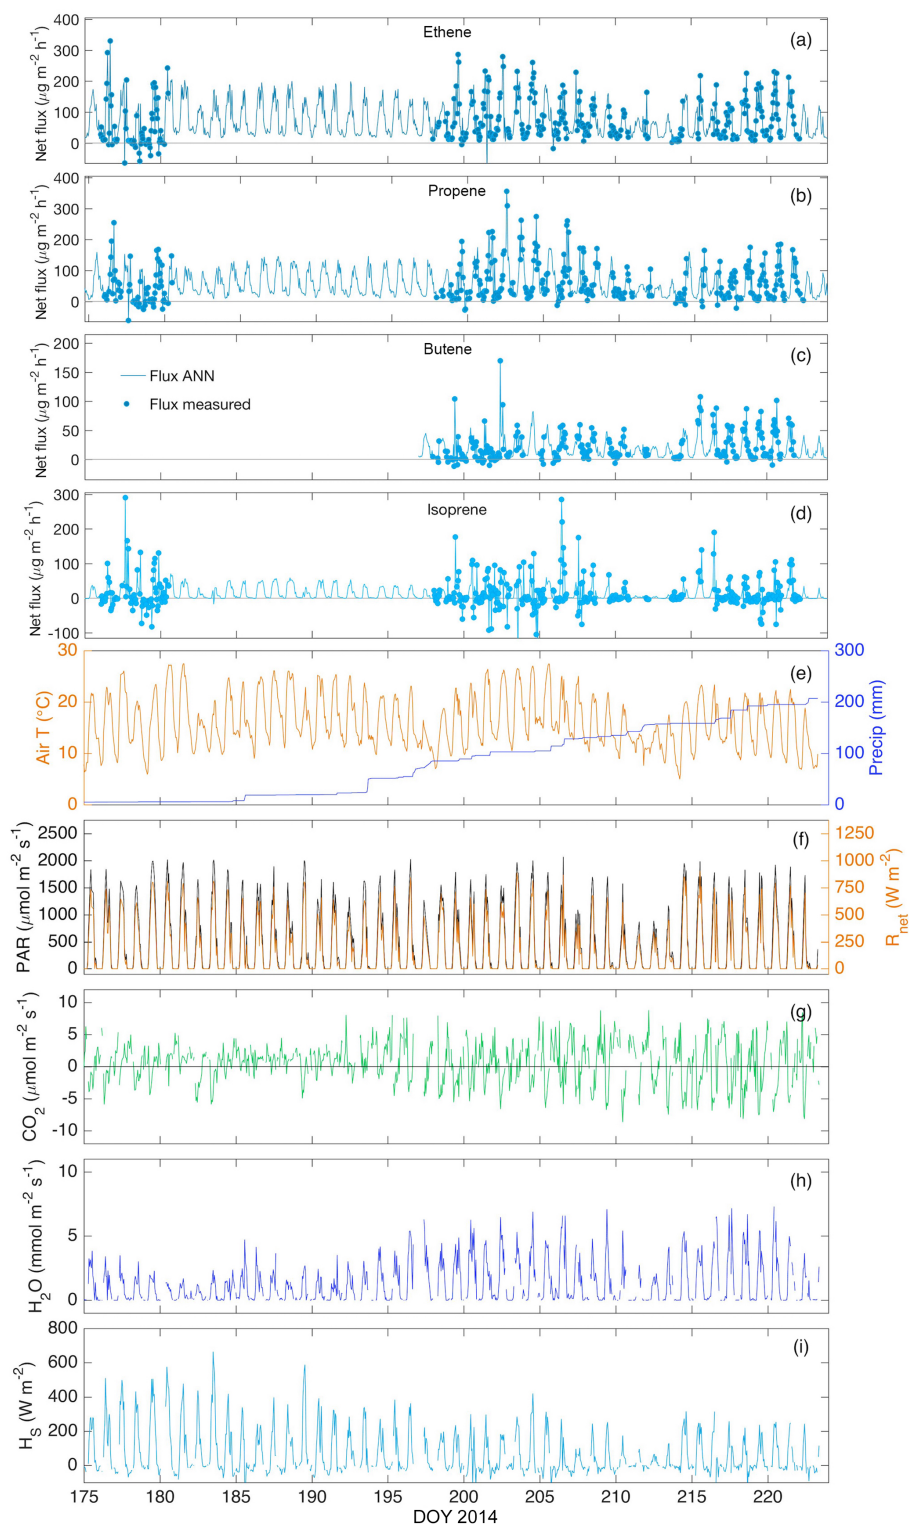 Ethene
(a)
Net flux (μg m⁻² h⁻¹)
400
300
200
100
0
Propene
(b)
Net flux (μg m⁻² h⁻¹)
400
300
200
100
0
Butene
(c)
Net flux (μg m⁻² h⁻¹)
200
150
100
50
0
Flux ANN
Flux measured
Isoprene
(d)
Net flux (μg m⁻² h⁻¹)
300
200
100
0
-100
(e)
Air T (°C)
30
20
10
0
Precip (mm)
300
200
100
0
(f)
PAR (μmol m⁻² s⁻¹)
2500
2000
1500
1000
500
0
R_net (W m⁻²)
1250
1000
750
500
250
0
(g)
CO₂ (μmol m⁻² s⁻¹)
10
5
0
-5
-10
(h)
H₂O (mmol m⁻² s⁻¹)
10
5
0
(i)
H_S (W m⁻²)
800
600
400
200
0
175 180 185 190 195 200 205 210 215 220
DOY 2014